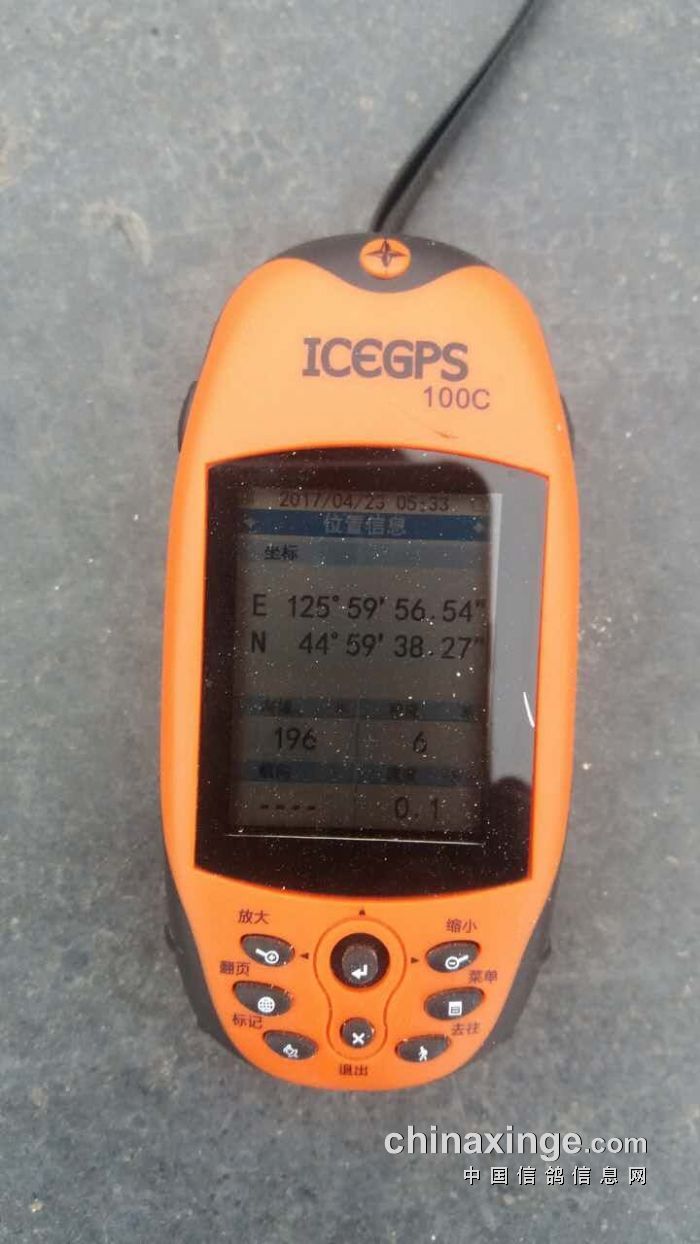 ICEGPS
100C
2017/04/23 05:33
位置信息
坐标
E 125°59'56.54"
N 44°59'38.27"
196 6
速度
---- 0.1
放大 缩小
翻页 菜单
标记 去往
退出
chinaxinge.com
中国信鸽信息网